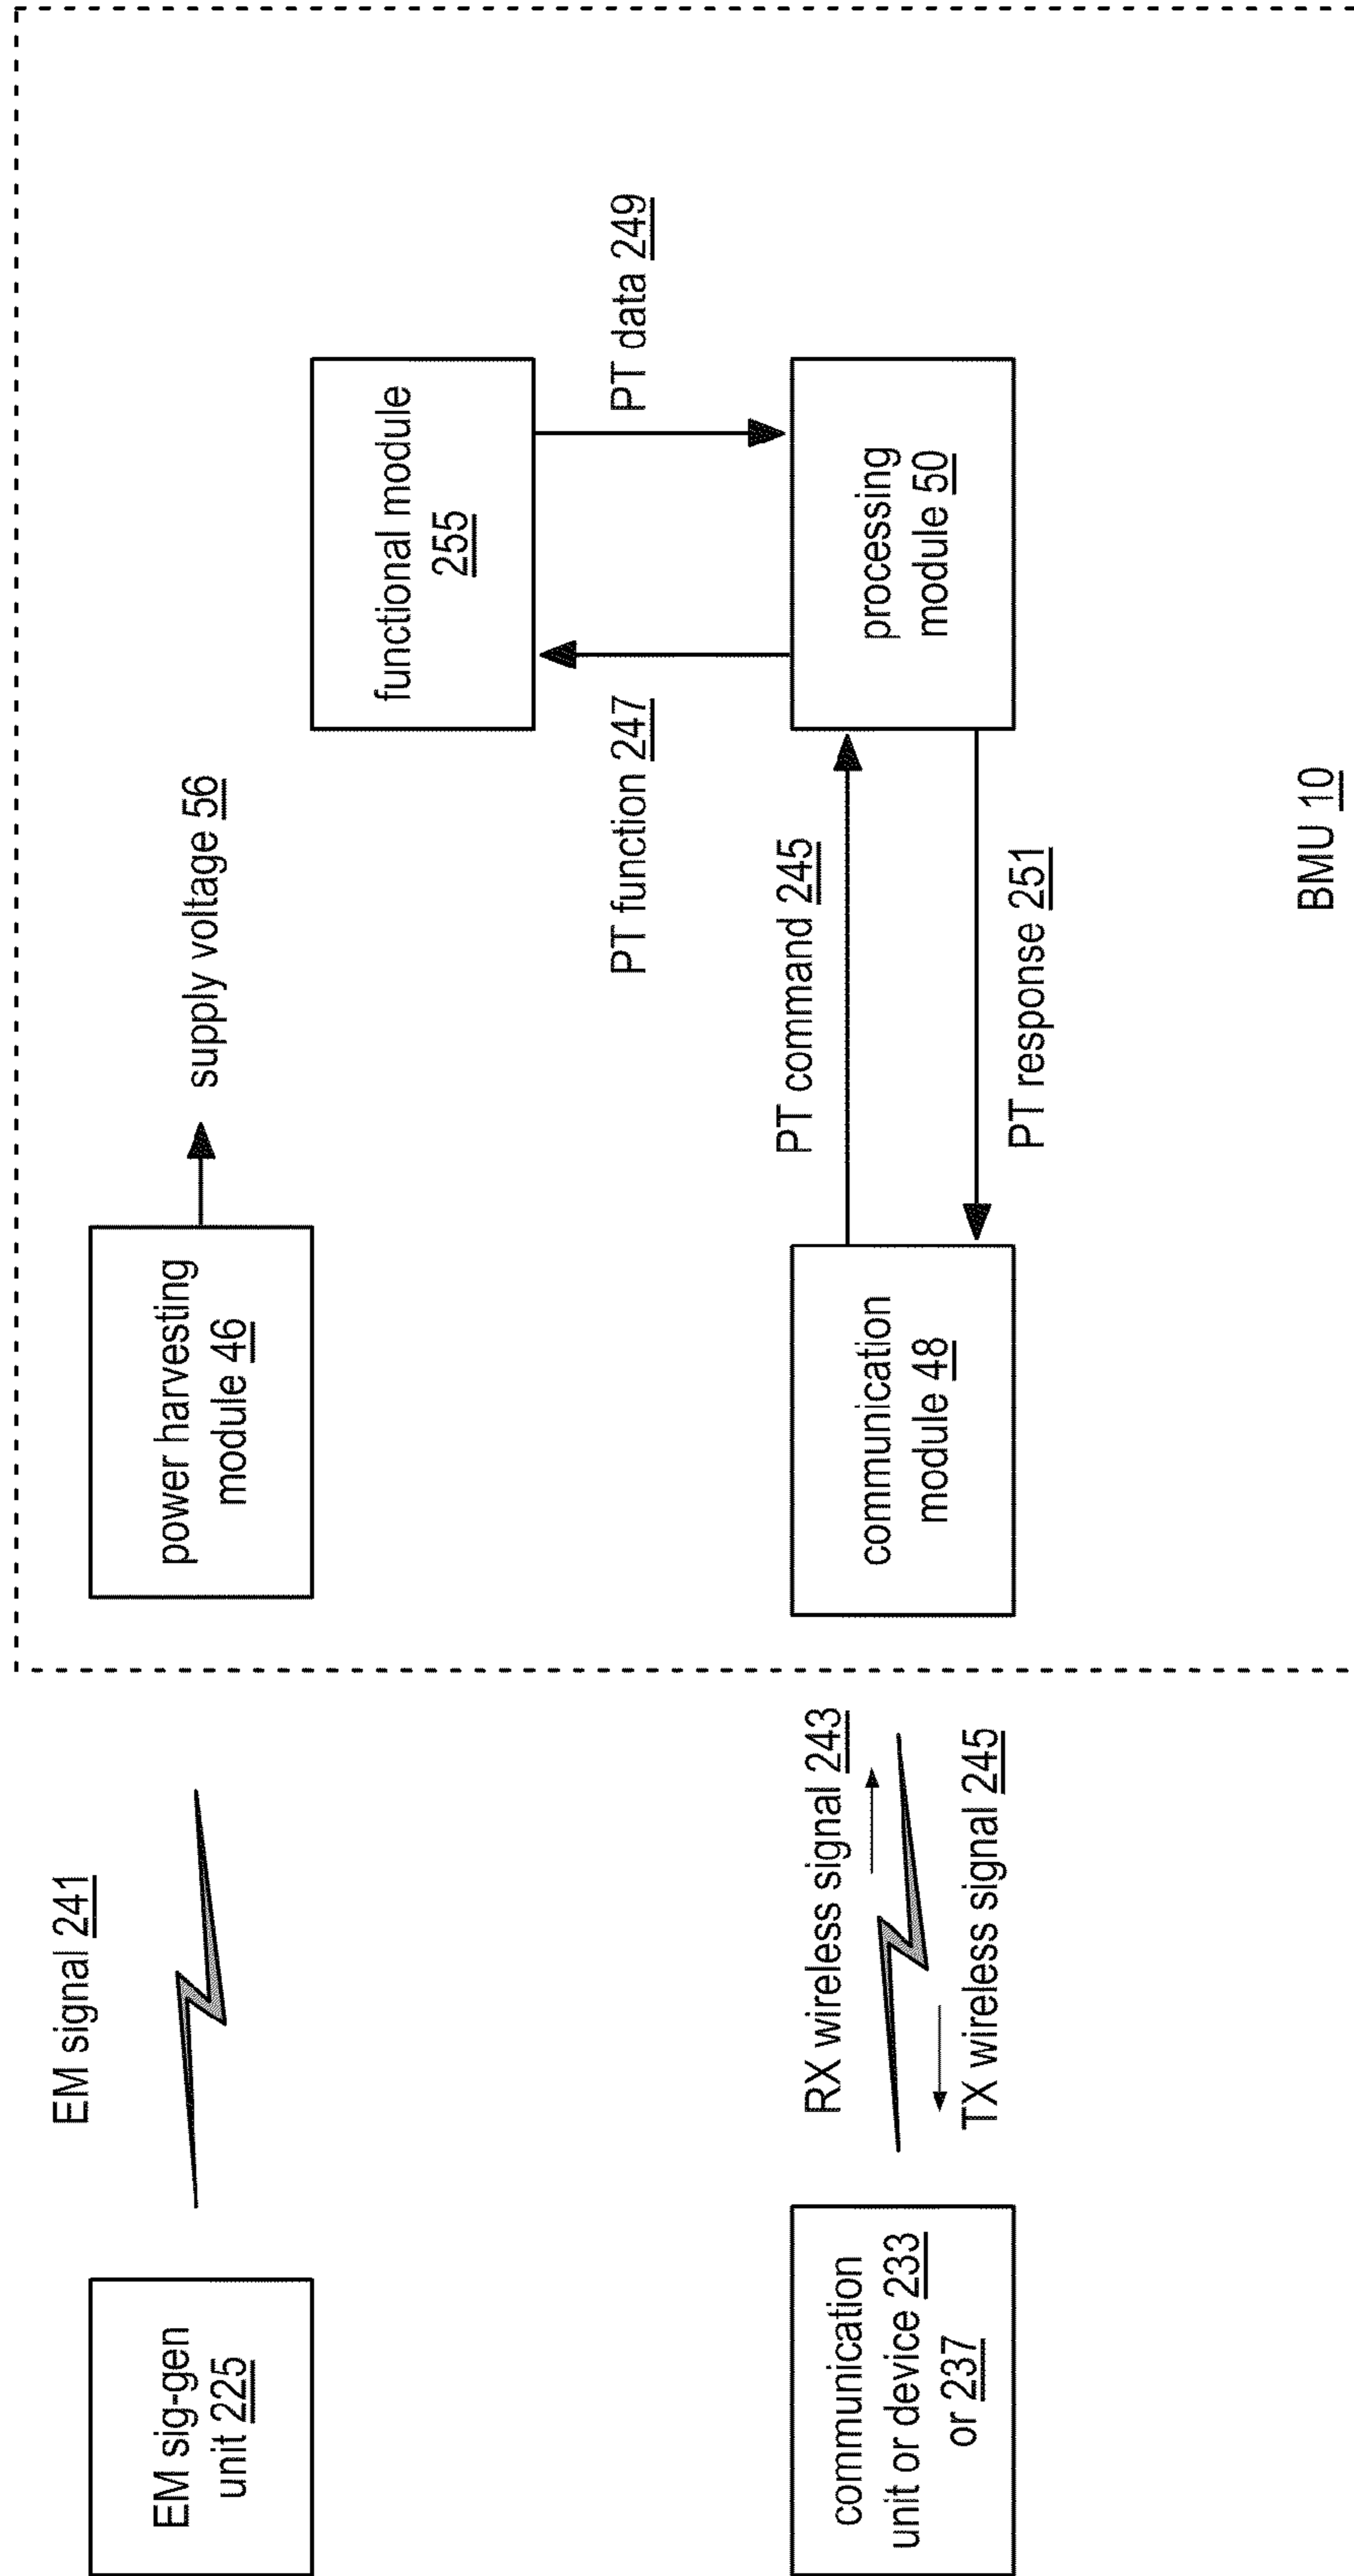 EM sig-gen
unit 225
EM signal 241
power harvesting
module 46
supply voltage 56
functional module
255
PT function 247
PT data 249
communication
unit or device 233
or 237
RX wireless signal 243
TX wireless signal 245
communication
module 48
PT command 245
PT response 251
processing
module 50
BMU 10